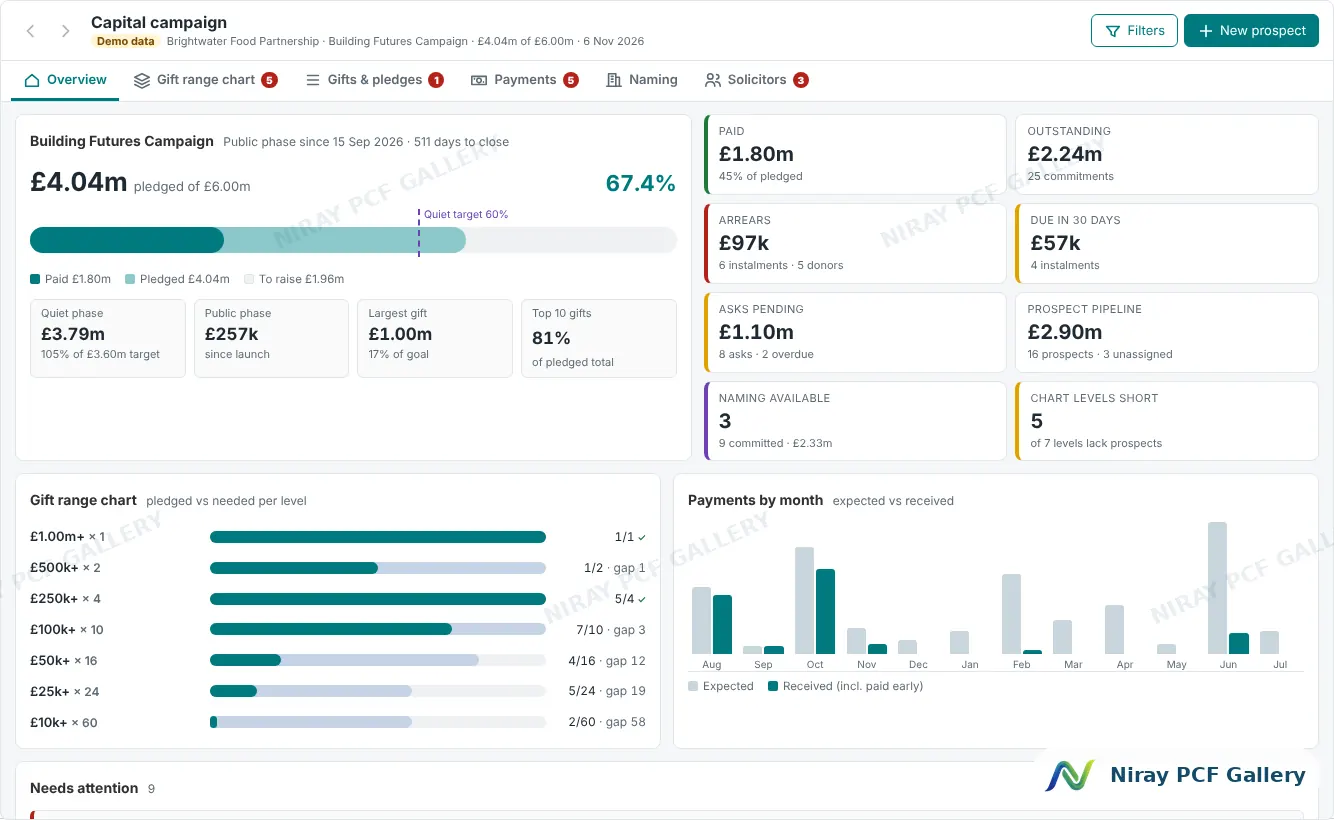 Capital campaign
Demo data Brightwater Food Partnership · Building Futures Campaign · £4.04m of £6.00m · 6 Nov 2026
Filters
New prospect
Overview
Gift range chart 5
Gifts & pledges 1
Payments 5
Naming
Solicitors 3
Building Futures Campaign Public phase since 15 Sep 2026 · 511 days to close
£4.04m pledged of £6.00m
67.4%
Quiet target 60%
Paid £1.80m
Pledged £4.04m
To raise £1.96m
Quiet phase
£3.79m
105% of £3.60m target
Public phase
£257k
since launch
Largest gift
£1.00m
17% of goal
Top 10 gifts
81%
of pledged total
PAID
£1.80m
45% of pledged
OUTSTANDING
£2.24m
25 commitments
ARREARS
£97k
6 instalments · 5 donors
DUE IN 30 DAYS
£57k
4 instalments
ASKS PENDING
£1.10m
8 asks · 2 overdue
PROSPECT PIPELINE
£2.90m
16 prospects · 3 unassigned
NAMING AVAILABLE
3
9 committed · £2.33m
CHART LEVELS SHORT
5
of 7 levels lack prospects
Gift range chart pledged vs needed per level
£1.00m+ × 1 1/1 ✓
£500k+ × 2 1/2 · gap 1
£250k+ × 4 5/4 ✓
£100k+ × 10 7/10 · gap 3
£50k+ × 16 4/16 · gap 12
£25k+ × 24 5/24 · gap 19
£10k+ × 60 2/60 · gap 58
Payments by month expected vs received
Aug Sep Oct Nov Dec Jan Feb Mar Apr May Jun Jul
Expected
Received (incl. paid early)
Needs attention 9
Niray PCF Gallery
NIRAY PCF GALLERY
NIRAY PCF GALLERY
PCF GALLERY
NIRAY PCF GALLERY
NIRAY PCF GALL